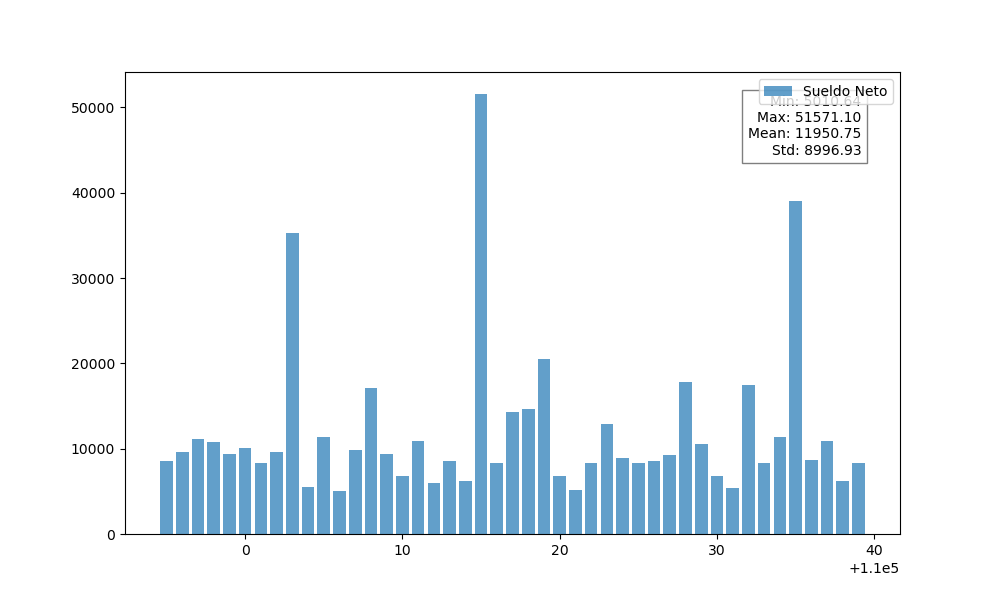 Sueldo Neto
Min: 5010.64
Max: 51571.10
Mean: 11950.75
Std: 8996.93
50000
40000
30000
20000
10000
0
0 10 20 30 40
+1.1e5